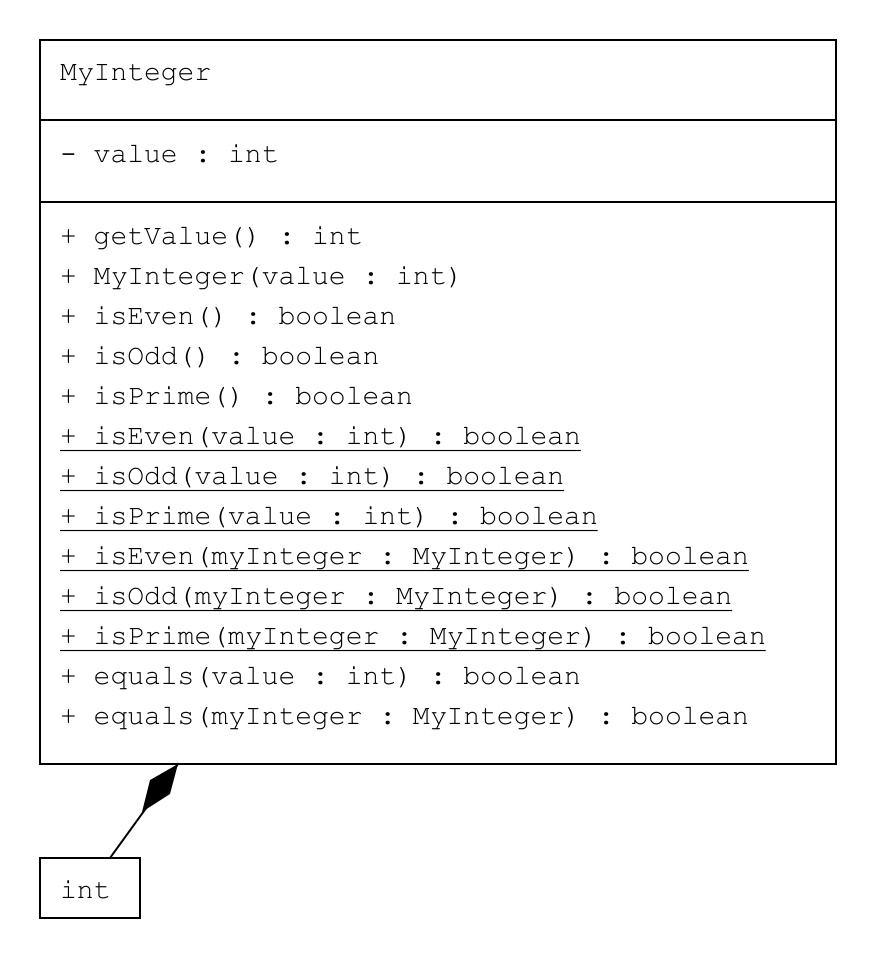 MyInteger
- value : int
+ getValue() : int
+ MyInteger(value : int)
+ isEven() : boolean
+ isOdd() : boolean
+ isPrime() : boolean
+ isEven(value : int) : boolean
+ isOdd(value : int) : boolean
+ isPrime(value : int) : boolean
+ isEven(myInteger : MyInteger) : boolean
+ isOdd(myInteger : MyInteger) : boolean
+ isPrime(myInteger : MyInteger) : boolean
+ equals(value : int) : boolean
+ equals(myInteger : MyInteger) : boolean
int